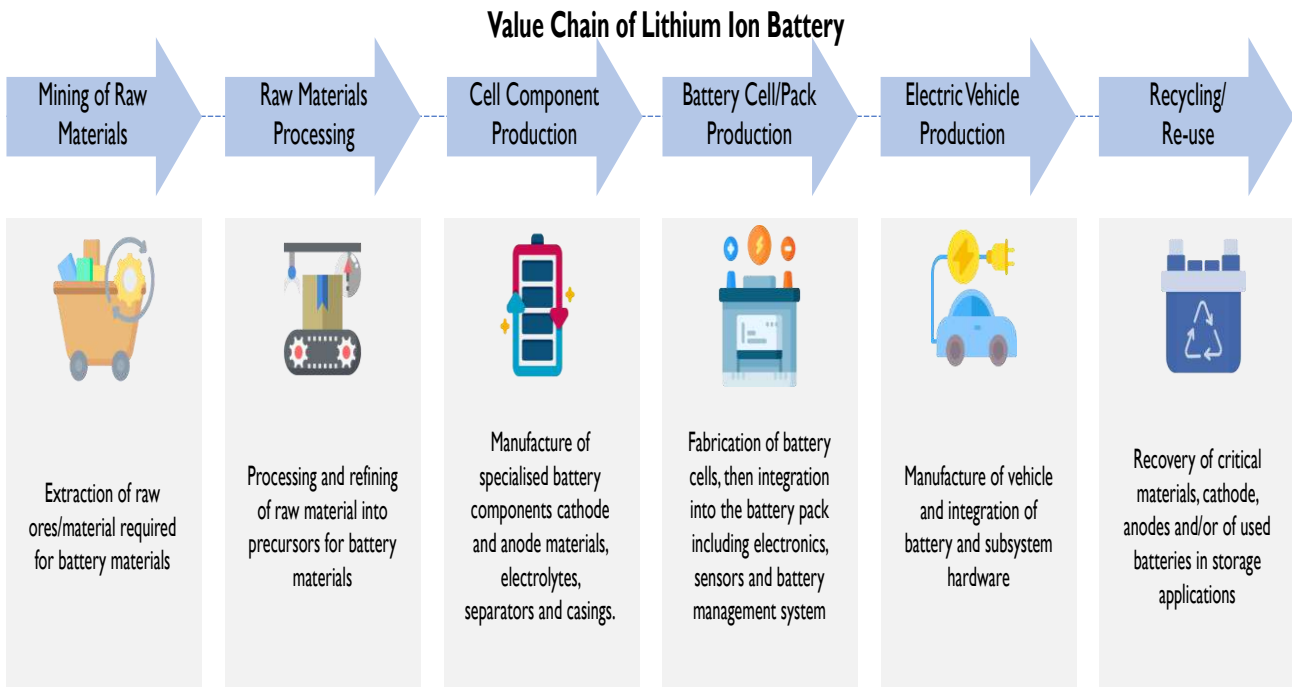 Value Chain of Lithium Ion Battery
Mining of Raw
Materials
Raw Materials
Processing
Cell Component
Production
Battery Cell/Pack
Production
Electric Vehicle
Production
Recycling/
Re-use
Extraction of raw
ores/material required
for battery materials
Processing and refining
of raw material into
precursors for battery
materials
Manufacture of
specialised battery
components cathode
and anode materials,
electrolytes,
separators and casings.
Fabrication of battery
cells, then integration
into the battery pack
including electronics,
sensors and battery
management system
Manufacture of vehicle
and integration of
battery and subsystem
hardware
Recovery of critical
materials, cathode,
anodes and/or of used
batteries in storage
applications